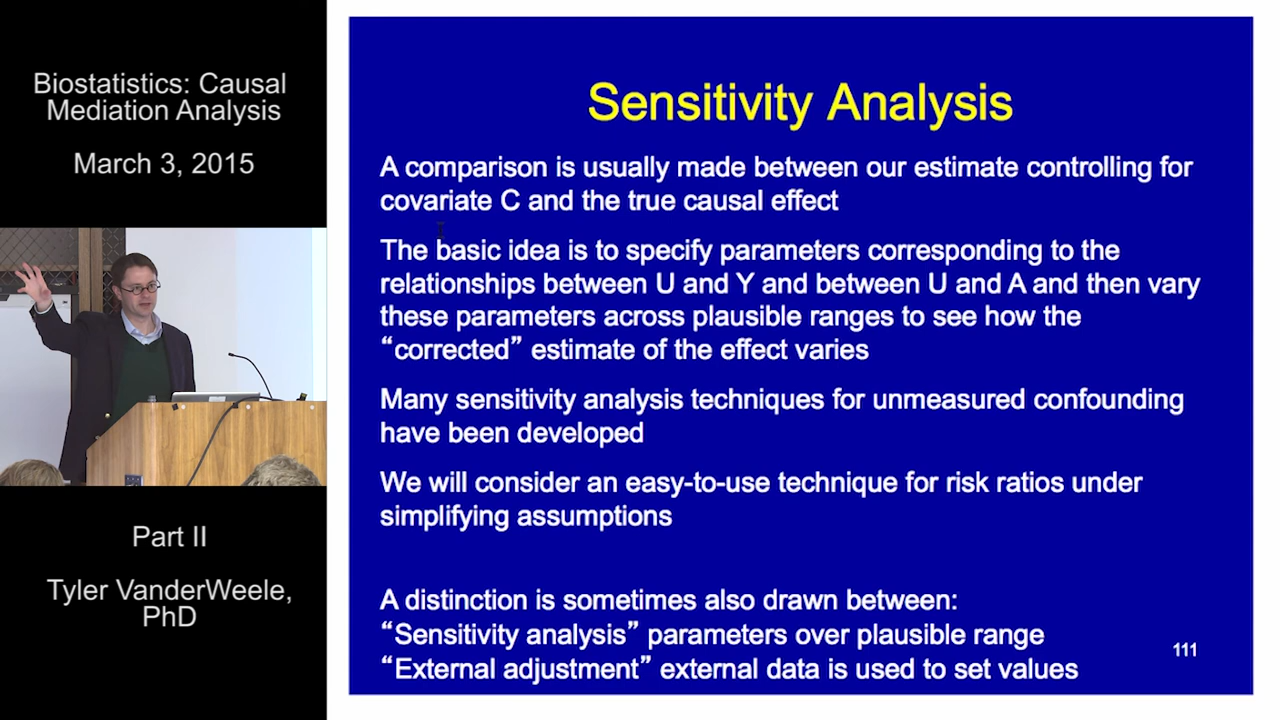 Biostatistics: Causal
Mediation Analysis
March 3, 2015
Part II
Tyler VanderWeele,
PhD
Sensitivity Analysis
A comparison is usually made between our estimate controlling for
covariate C and the true causal effect
The basic idea is to specify parameters corresponding to the
relationships between U and Y and between U and A and then vary
these parameters across plausible ranges to see how the
“corrected” estimate of the effect varies
Many sensitivity analysis techniques for unmeasured confounding
have been developed
We will consider an easy-to-use technique for risk ratios under
simplifying assumptions
A distinction is sometimes also drawn between:
“Sensitivity analysis” parameters over plausible range
“External adjustment” external data is used to set values
111